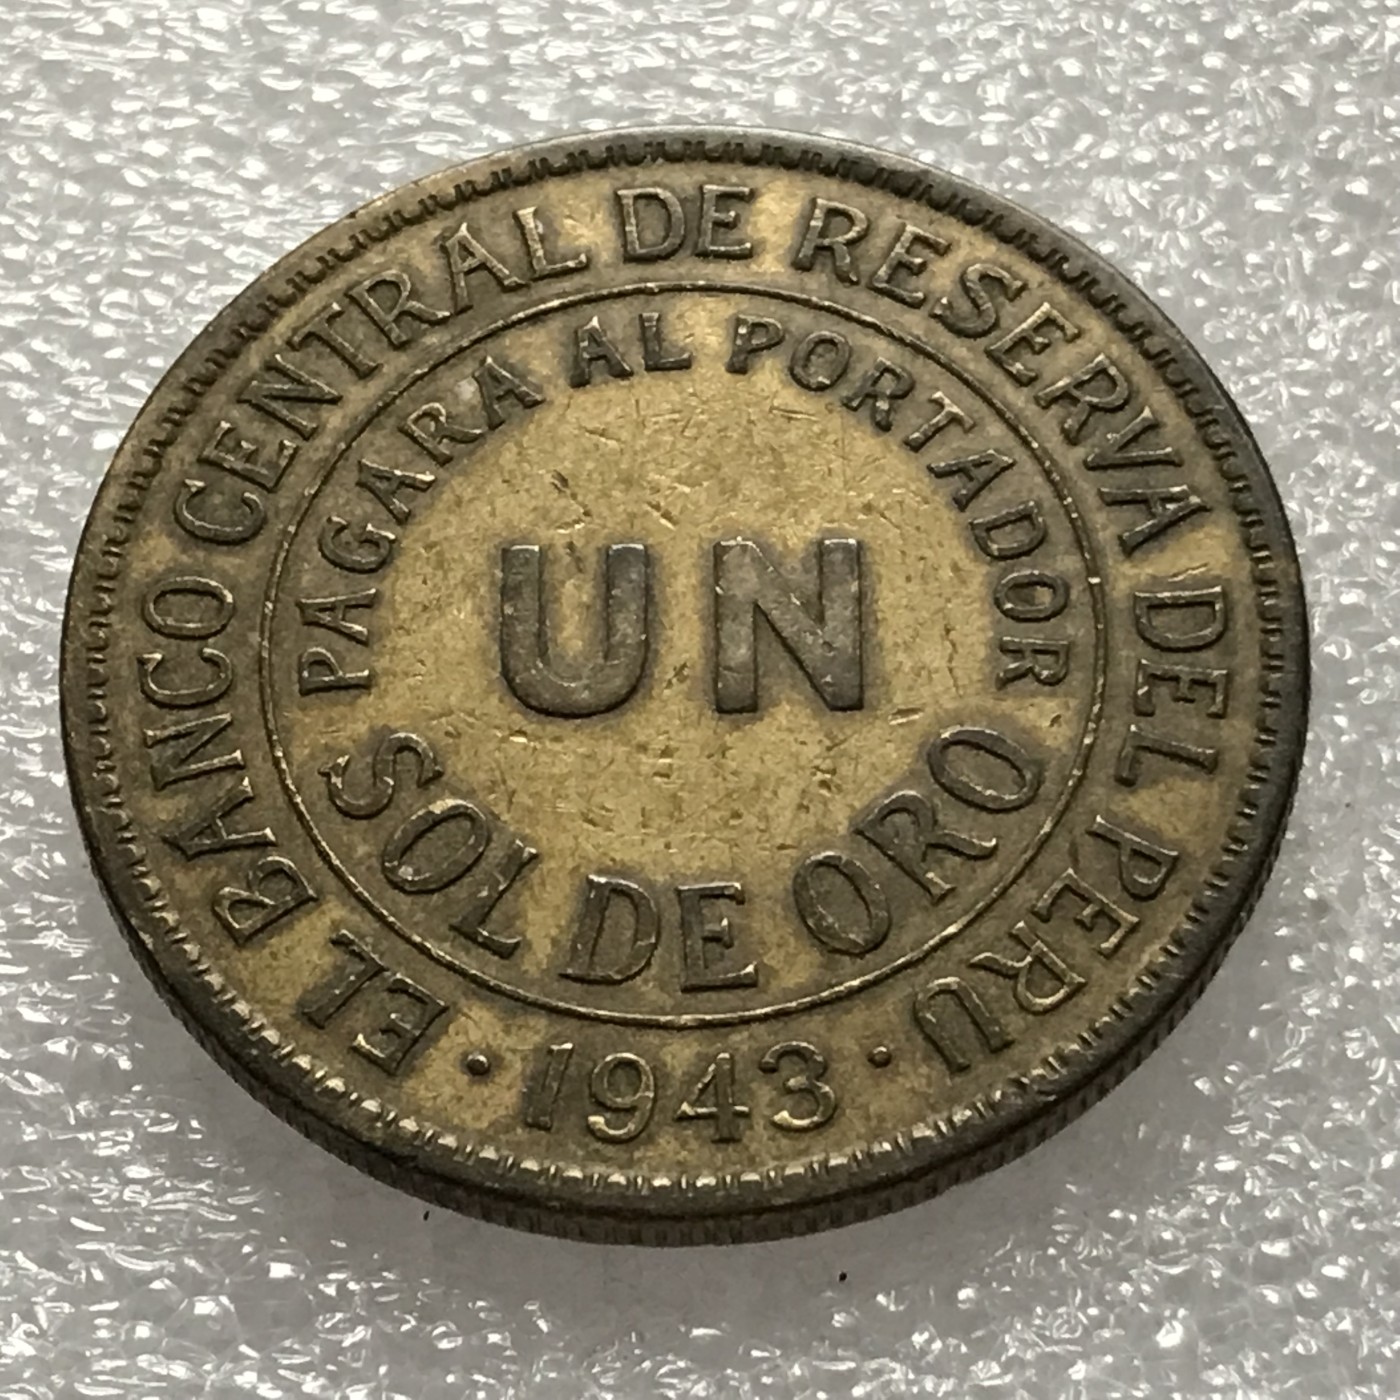 EL BANCO CENTRAL DE RESERVA DEL PERU
· 1943 ·
PAGARA AL PORTADOR
UN
SOL DE ORO